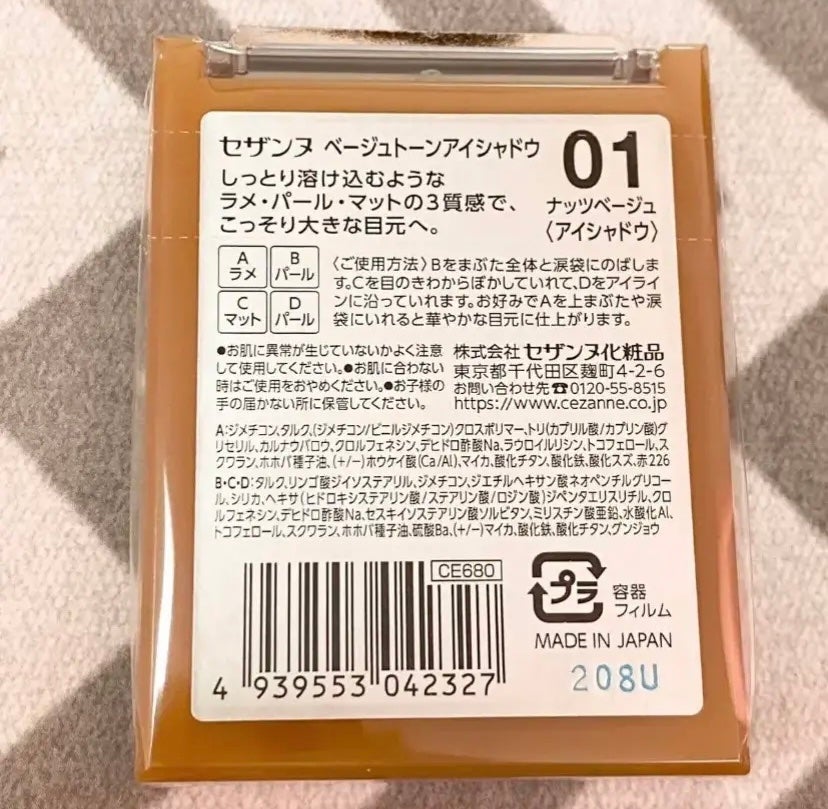 セザンヌ ベージュトーンアイシャドウ
01
しっとり溶け込むような
ラメ・パール・マットの3質感で、
こっそり大きな目元へ。
ナッツベージュ
〈アイシャドウ〉
A ラメ
B パール
C マット
D パール
〈ご使用方法〉Bをまぶた全体と涙袋にのばしま
す。Cを目のきわからぼかしていれて、Dをアイライ
ンに沿っていれます。お好みでAを上まぶたや涙
袋にいれると華やかな目元に仕上がります。
●お肌に異常が生じていないかよく注意
して使用してください。●お肌に合わない
時はご使用をおやめください。●お子様の
手の届かない所に保管してください。
株式会社 セザンヌ化粧品
東京都千代田区麹町4-2-6
お問い合わせ先☎0120-55-8515
https://www.cezanne.co.jp
A:ジメチコン、タルク、(ジメチコン/ビニルジメチコン)クロスポリマー、トリ(カプリル酸/カプリン酸)グ
リセリル、カルナウバロウ、クロルフェネシン、デヒドロ酢酸Na、ラウロイルリシン、トコフェロール、ス
クワラン、ホホバ種子油、(+/-)ホウケイ酸(Ca/Al)、マイカ、酸化チタン、酸化鉄、酸化スズ、赤226
B・C・D:タルク、リンゴ酸ジイソステアリル、ジメチコン、ジエチルヘキサン酸ネオペンチルグリコー
ル、シリカ、ヘキサ(ヒドロキシステアリン酸/ステアリン酸/ロジン酸)ジペンタエリスリチル、クロ
ルフェネシン、デヒドロ酢酸Na、セスキイソステアリン酸ソルビタン、ミリスチン酸亜鉛、水酸化Al、
トコフェロール、スクワラン、ホホバ種子油、硫酸Ba、(+/-)マイカ、酸化鉄、酸化チタン、グンジョウ
CE680
4 939553 042327
プラ
容器
フィルム
MADE IN JAPAN
208U